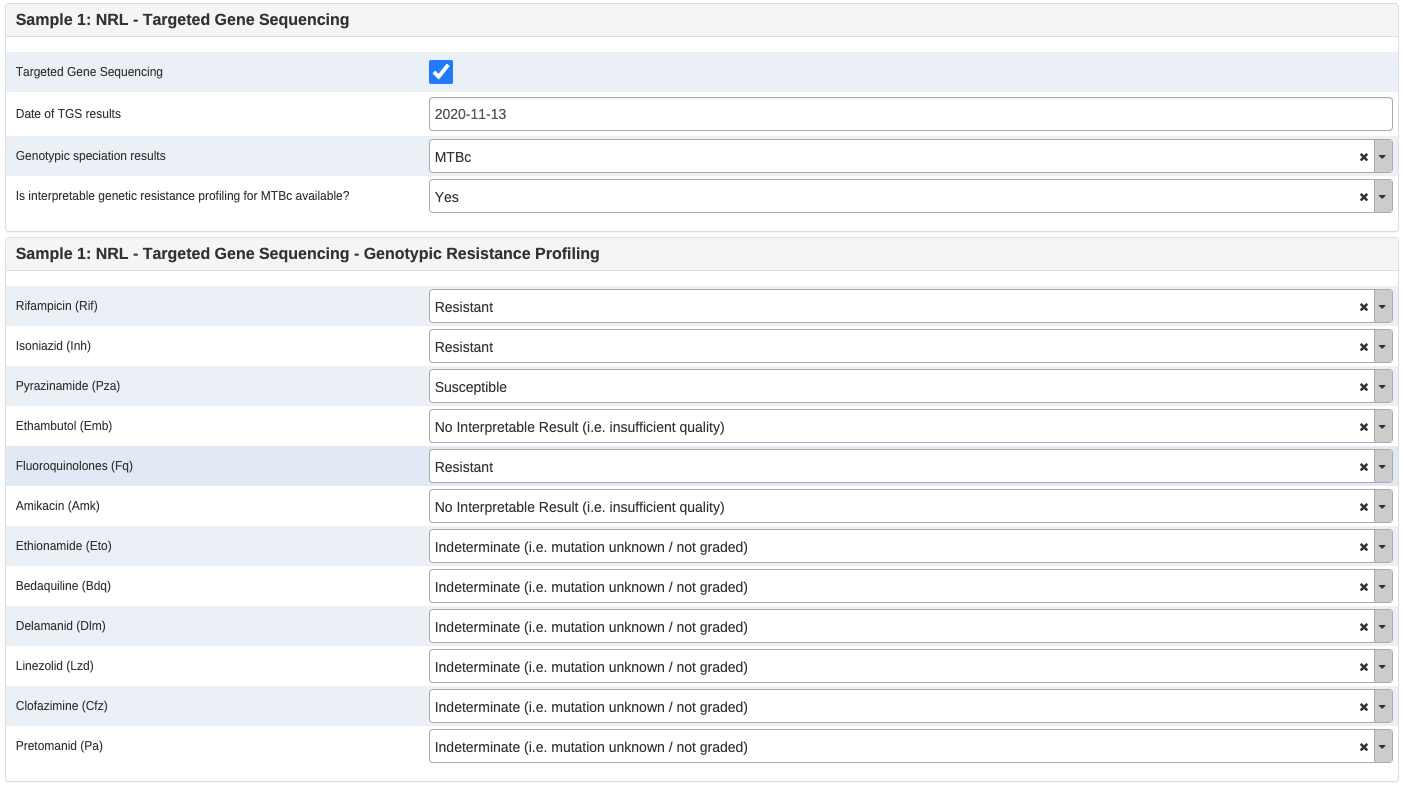 Sample 1: NRL - Targeted Gene Sequencing
Targeted Gene Sequencing
Date of TGS results 2020-11-13
Genotypic speciation results MTBc
Is interpretable genetic resistance profiling for MTBc available? Yes
Sample 1: NRL - Targeted Gene Sequencing - Genotypic Resistance Profiling
Rifampicin (Rif) Resistant
Isoniazid (Inh) Resistant
Pyrazinamide (Pza) Susceptible
Ethambutol (Emb) No Interpretable Result (i.e. insufficient quality)
Fluoroquinolones (Fq) Resistant
Amikacin (Amk) No Interpretable Result (i.e. insufficient quality)
Ethionamide (Eto) Indeterminate (i.e. mutation unknown / not graded)
Bedaquiline (Bdq) Indeterminate (i.e. mutation unknown / not graded)
Delamanid (Dlm) Indeterminate (i.e. mutation unknown / not graded)
Linezolid (Lzd) Indeterminate (i.e. mutation unknown / not graded)
Clofazimine (Cfz) Indeterminate (i.e. mutation unknown / not graded)
Pretomanid (Pa) Indeterminate (i.e. mutation unknown / not graded)